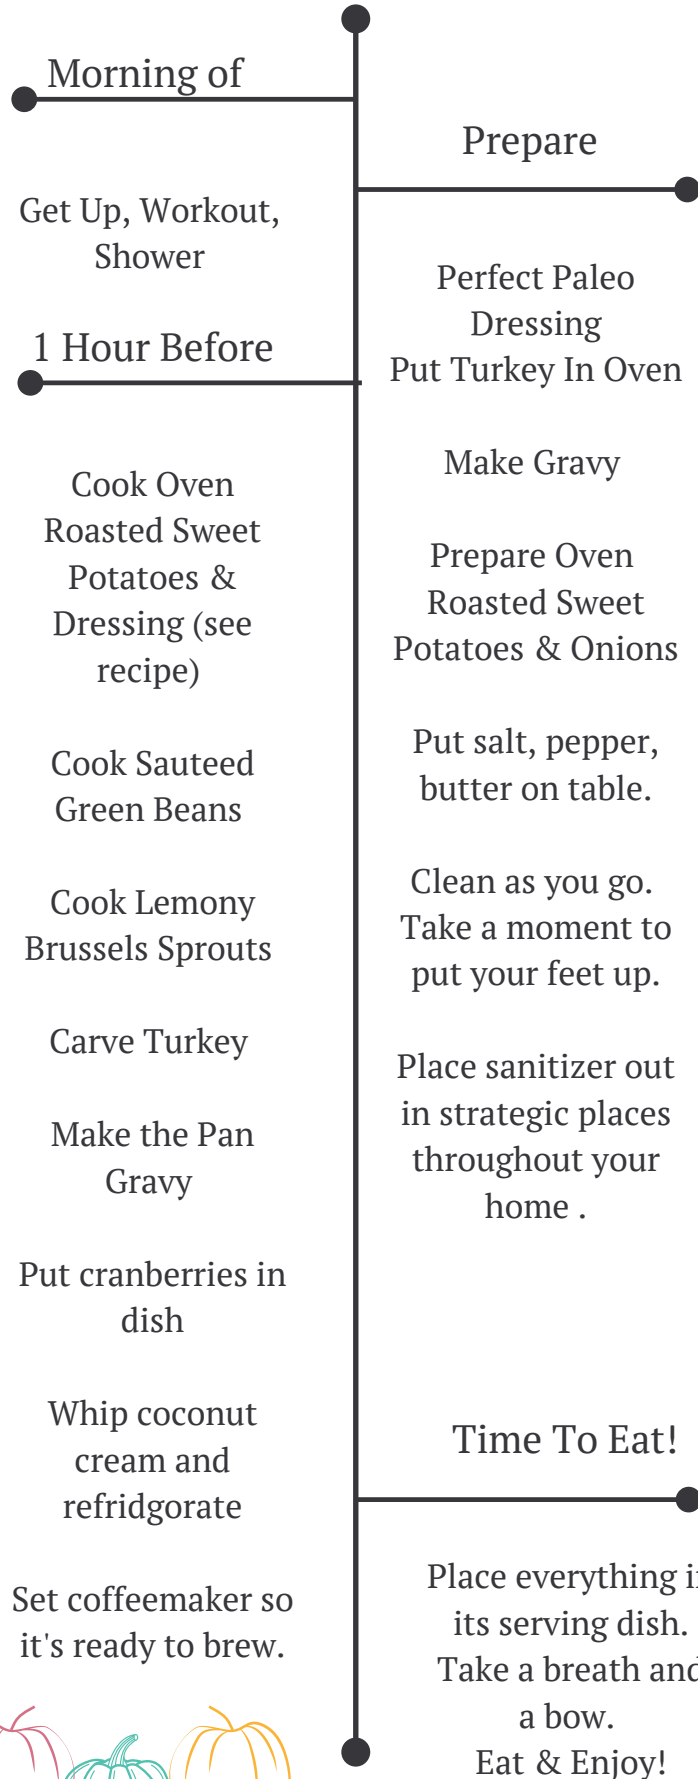 Morning of
Get Up, Workout,
Shower
Prepare
Perfect Paleo
Dressing
Put Turkey In Oven
Make Gravy
Prepare Oven
Roasted Sweet
Potatoes & Onions
Put salt, pepper,
butter on table.
Clean as you go.
Take a moment to
put your feet up.
Place sanitizer out
in strategic places
throughout your
home .
1 Hour Before
Cook Oven
Roasted Sweet
Potatoes &
Dressing (see
recipe)
Cook Sauteed
Green Beans
Cook Lemony
Brussels Sprouts
Carve Turkey
Make the Pan
Gravy
Put cranberries in
dish
Whip coconut
cream and
refridgorate
Set coffeemaker so
it's ready to brew.
Time To Eat!
Place everything
its serving dish.
Take a breath and
a bow.
Eat & Enjoy!